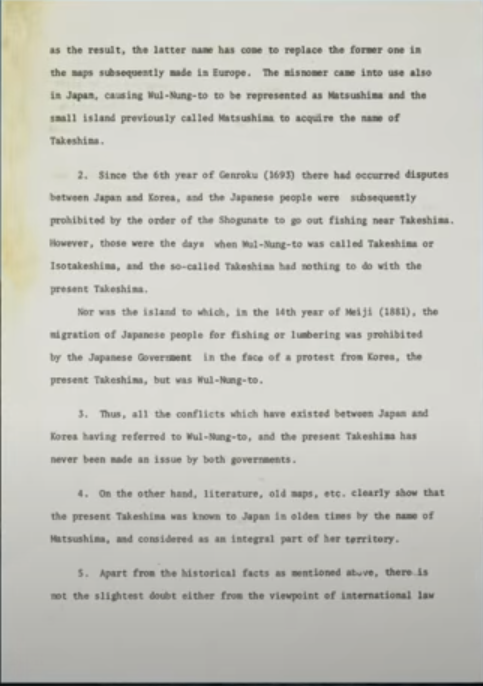 as the result, the latter name has come to replace the former one in
the maps subsequently made in Europe. The misnomer came into use also
in Japan, causing Wul-Nung-to to be represented as Matsushima and the
small island previously called Matsushima to acquire the name of
Takeshima.
2. Since the 6th year of Genroku (1693) there had occurred disputes
between Japan and Korea, and the Japanese people were subsequently
prohibited by the order of the Shogunate to go out fishing near Takeshima.
However, those were the days when Wul-Nung-to was called Takeshima or
Isotakeshima, and the so-called Takeshima had nothing to do with the
present Takeshima.
Nor was the island to which, in the 14th year of Meiji (1881), the
migration of Japanese people for fishing or lumbering was prohibited
by the Japanese Government in the face of a protest from Korea, the
present Takeshima, but was Wul-Nung-to.
3. Thus, all the conflicts which have existed between Japan and
Korea having referred to Wul-Nung-to, and the present Takeshima has
never been made an issue by both governments.
4. On the other hand, literature, old maps, etc. clearly show that
the present Takeshima was known to Japan in olden times by the name of
Matsushima, and considered as an integral part of her territory.
5. Apart from the historical facts as mentioned above, there is
not the slightest doubt either from the viewpoint of international law